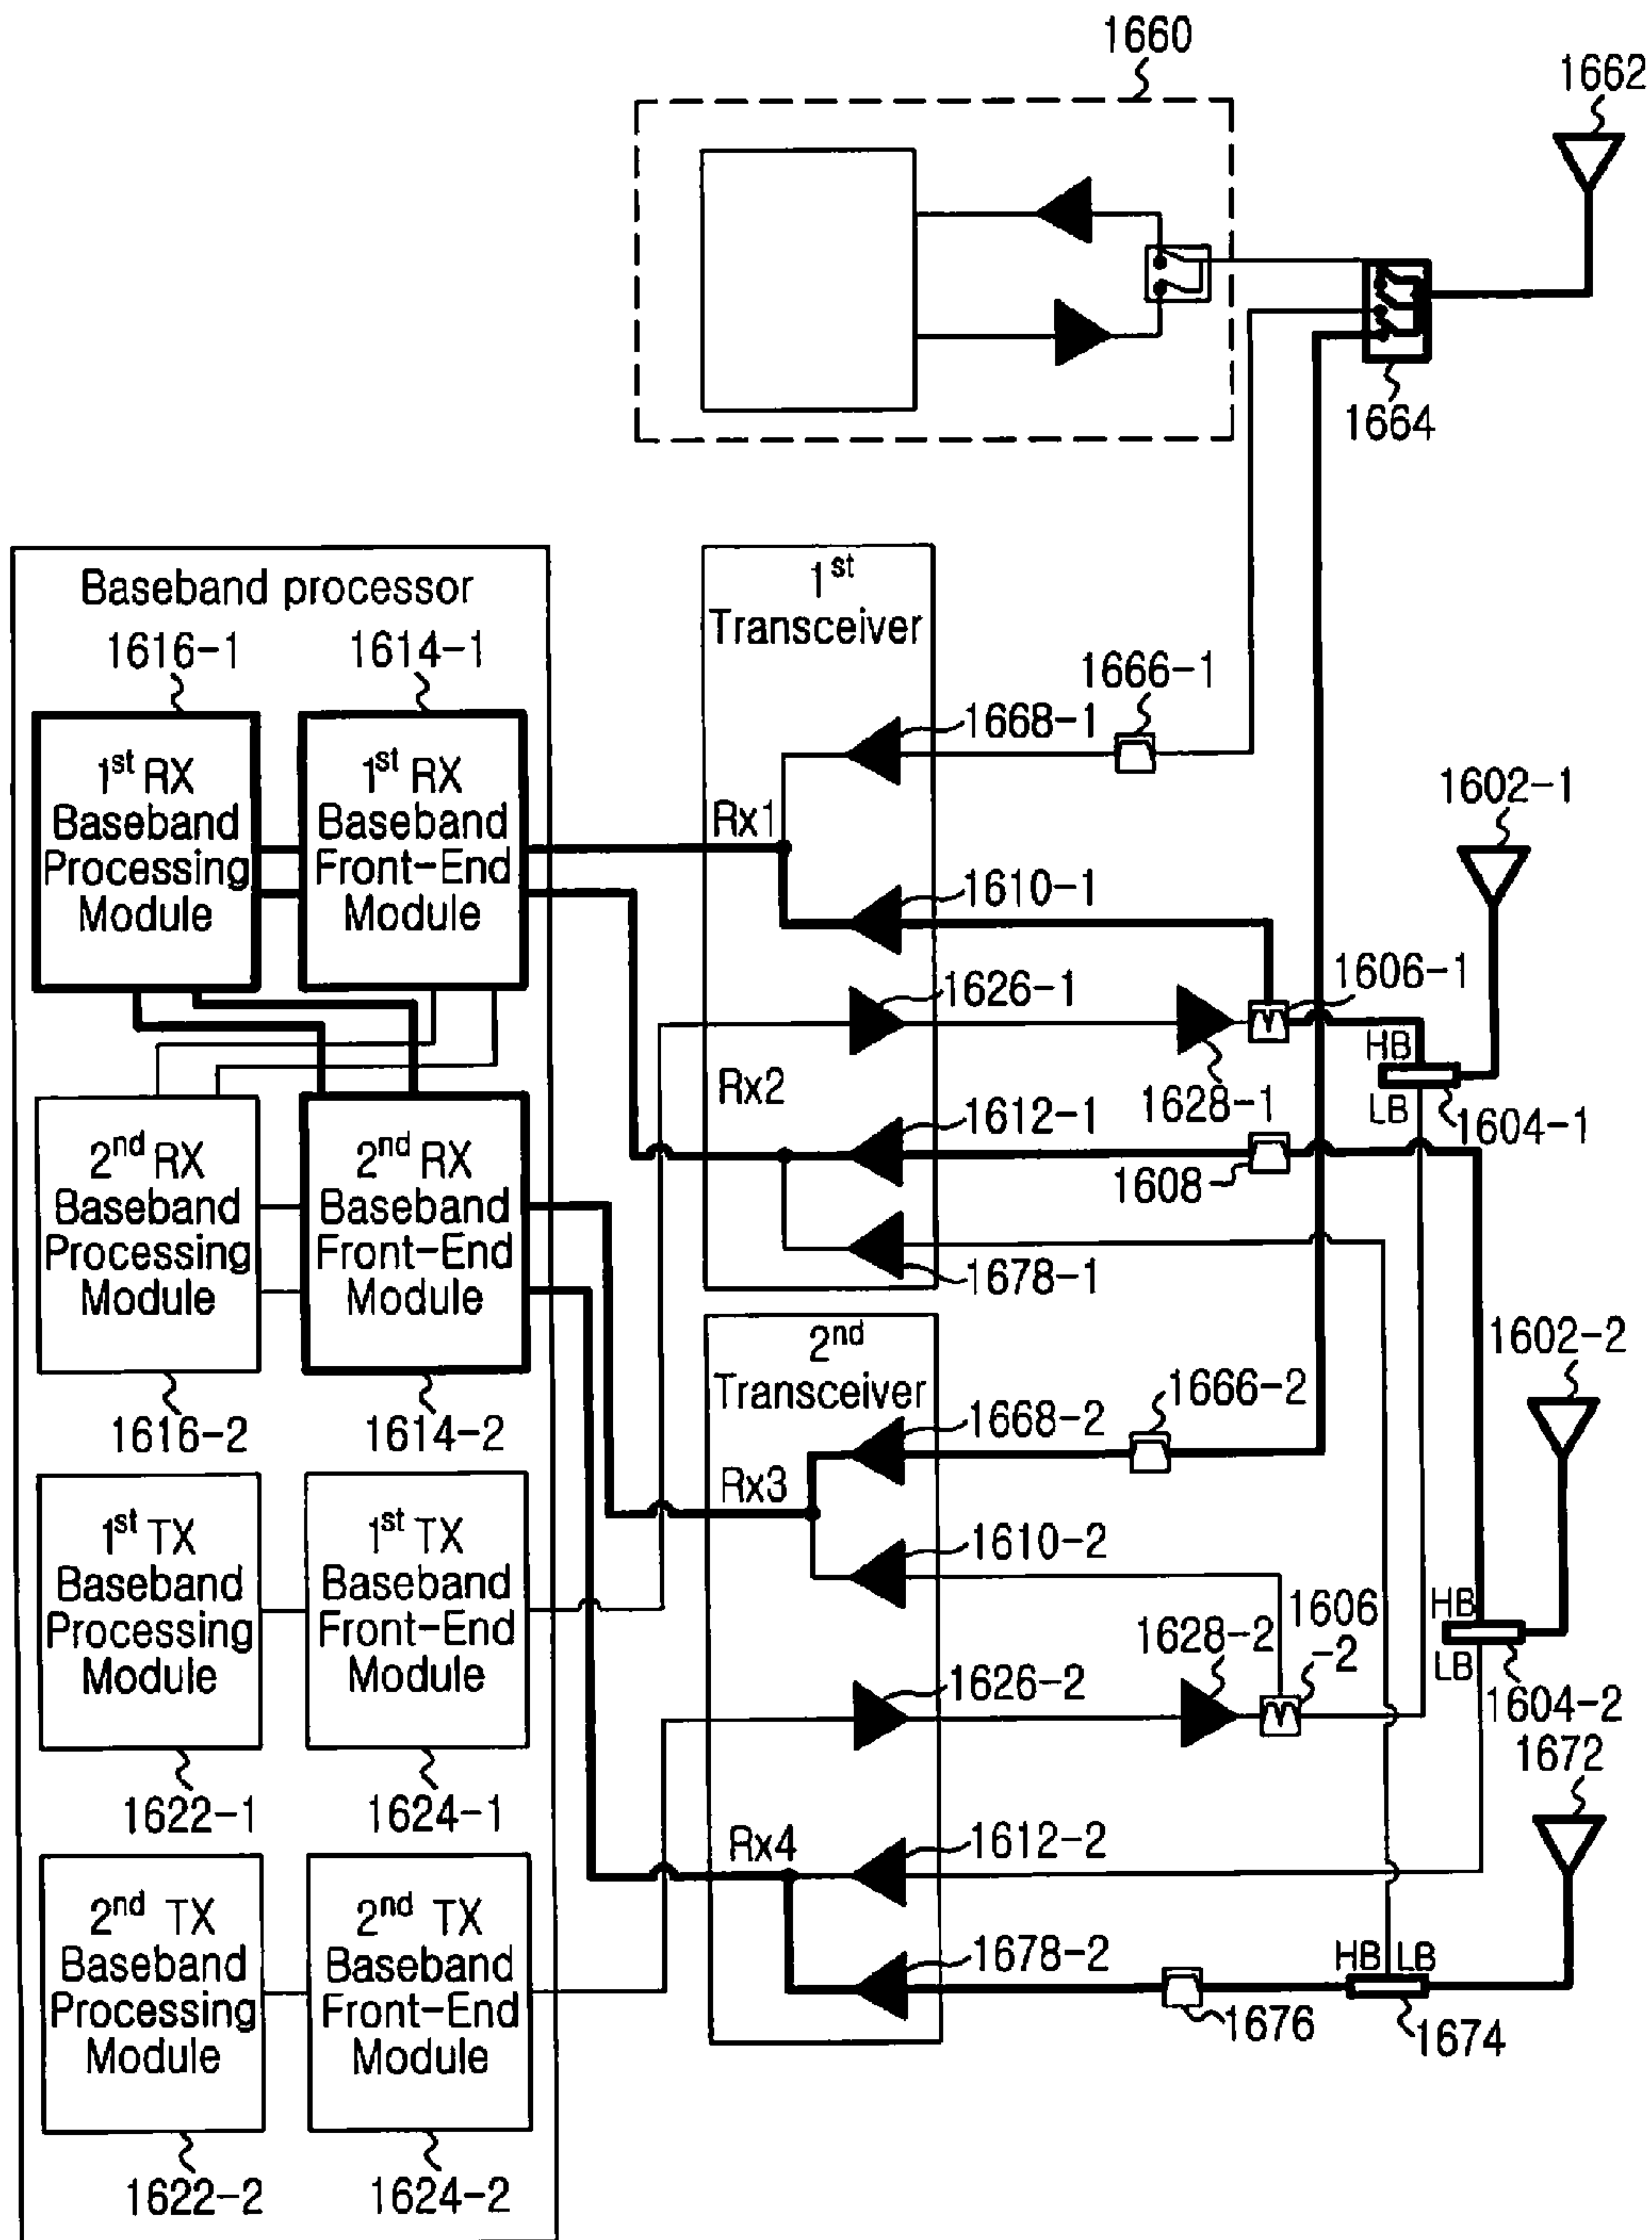 1660
1662
1664
Baseband processor
1616-1
1614-1
1st RX
Baseband
Processing
Module
1st RX
Baseband
Front-End
Module
2nd RX
Baseband
Processing
Module
2nd RX
Baseband
Front-End
Module
1616-2
1614-2
1st TX
Baseband
Processing
Module
1st TX
Baseband
Front-End
Module
1622-1
1624-1
2nd TX
Baseband
Processing
Module
2nd TX
Baseband
Front-End
Module
1622-2
1624-2
1st
Transceiver
1666-1
1668-1
Rx1
1602-1
1610-1
1626-1
1606-1
HB
Rx2
1628-1
LB
1604-1
1612-1
1608
1678-1
2nd
Transceiver
1602-2
1666-2
1668-2
Rx3
1610-2
1606
-2
1628-2
HB
LB
1626-2
1604-2
1672
Rx4
1612-2
1678-2
HB
LB
1676
1674